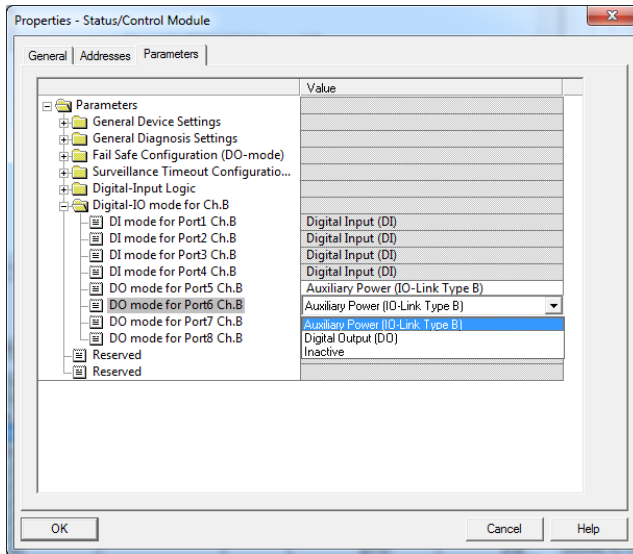 Properties - Status/Control Module
General Addresses Parameters
Value
Parameters
General Device Settings
General Diagnosis Settings
Fail Safe Configuration (DO-mode)
Surveillance Timeout Configuratio...
Digital-Input Logic
Digital-IO mode for Ch.B
DI mode for Port1 Ch.B Digital Input (DI)
DI mode for Port2 Ch.B Digital Input (DI)
DI mode for Port3 Ch.B Digital Input (DI)
DI mode for Port4 Ch.B Digital Input (DI)
DO mode for Port5 Ch.B Auxiliary Power (IO-Link Type B)
DO mode for Port6 Ch.B Auxiliary Power (IO-Link Type B)
DO mode for Port7 Ch.B Auxiliary Power (IO-Link Type B)
DO mode for Port8 Ch.B Digital Output (DO)
Reserved Inactive
Reserved
OK Cancel Help